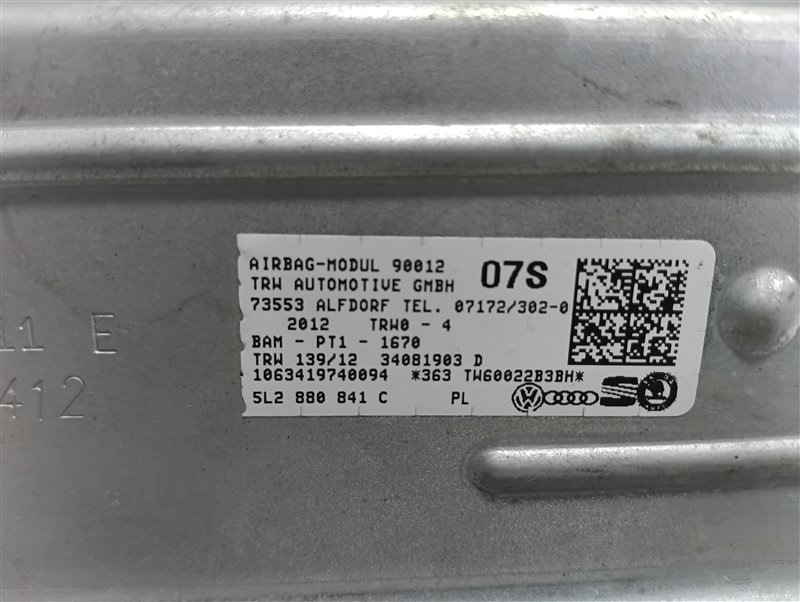 AIRBAG-MODUL 90012 07S
TRW AUTOMOTIVE GMBH
73553 ALFDORF TEL. 07172/302-0
2012 TRW0 - 4
BAM - PT1 - 1670
TRW 139/12 34081903 D
1063419740094 *363 TW60022B3BH*
5L2 880 841 C PL
11 E
412